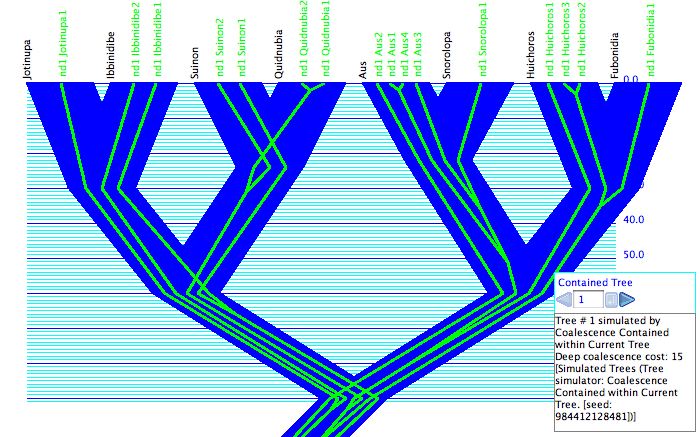 Jotinupa
nd1 Jotinupa1
Ibbinidibe
nd1 Ibbinidibe2
nd1 Ibbinidibe1
Suinon
nd1 Suinon2
nd1 Suinon1
Quidnubia
nd1 Quidnubia2
nd1 Quidnubia1
Aus
nd1 Aus2
nd1 Aus1
nd1 Aus4
nd1 Aus3
Snorolopa
nd1 Snorolopa1
Huichoros
nd1 Huichoros1
nd1 Huichoros3
nd1 Huichoros2
Fubonidia
nd1 Fubonidia1
0.0
40.0
50.0
Contained Tree
1
Tree # 1 simulated by
Coalescence Contained
within Current Tree
Deep coalescence cost: 15
[Simulated Trees (Tree
simulator: Coalescence
Contained within Current
Tree. [seed:
984412128481])]